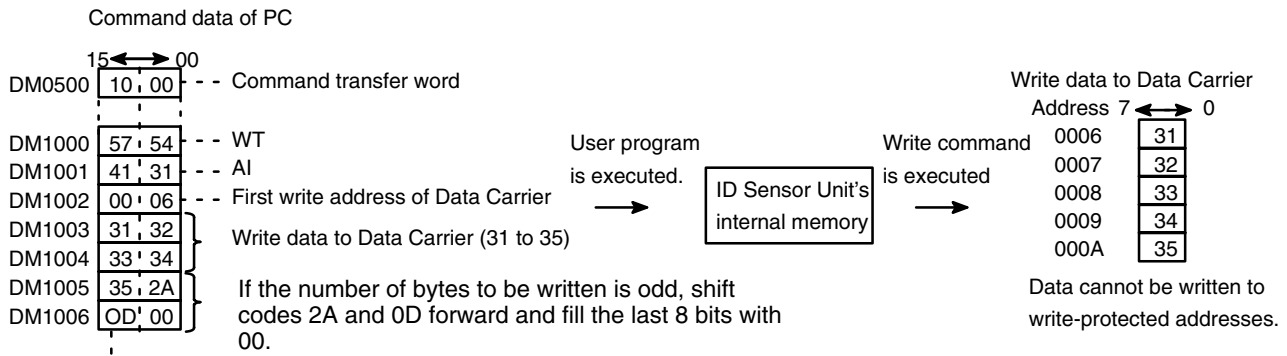 Command data of PC
15 00
DM0500 10 00 Command transfer word
DM1000 57 54 WT
DM1001 41 31 AI
DM1002 00 06 First write address of Data Carrier
DM1003 31 32
Write data to Data Carrier (31 to 35)
DM1004 33 34
DM1005 35 2A
DM1006 OD 00
If the number of bytes to be written is odd, shift
codes 2A and 0D forward and fill the last 8 bits with
00.
User program
is executed.
ID Sensor Unit's
internal memory
Write command
is executed
Write data to Data Carrier
Address 7 0
0006 31
0007 32
0008 33
0009 34
000A 35
Data cannot be written to
write-protected addresses.